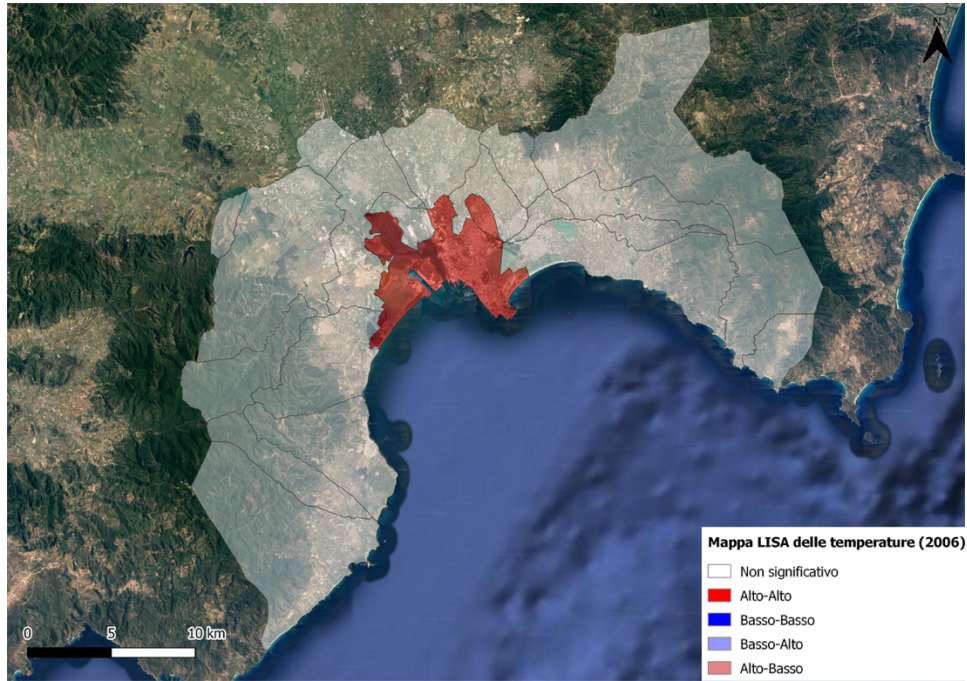 N
Mappa LISA delle temperature (2006)
Non significativo
Alto-Alto
Basso-Basso
Basso-Alto
Alto-Basso
0 5 10 km